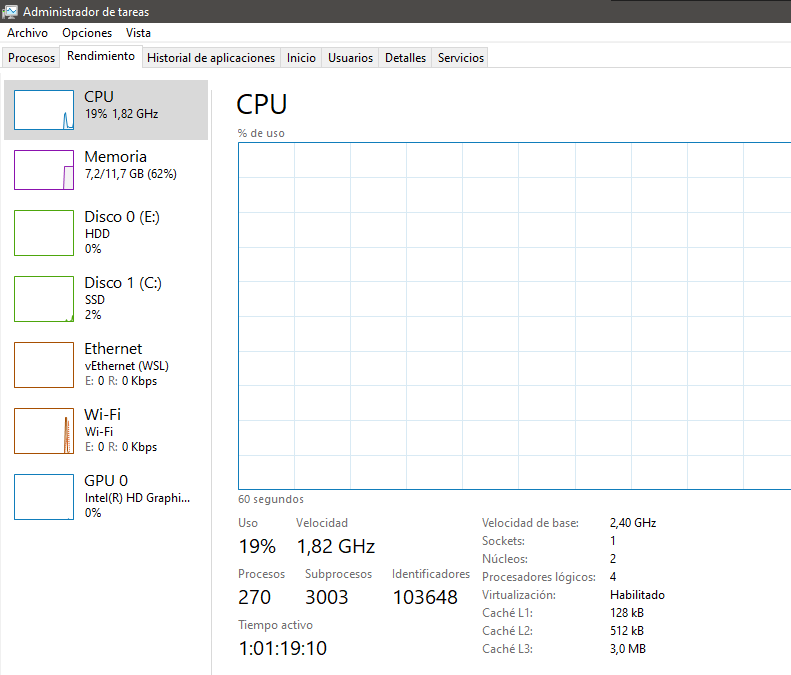 Administrador de tareas
Archivo Opciones Vista
Procesos Rendimiento Historial de aplicaciones Inicio Usuarios Detalles Servicios
CPU
19% 1,82 GHz
Memoria
7,2/11,7 GB (62%)
Disco 0 (E:)
HDD
0%
Disco 1 (C:)
SSD
2%
Ethernet
vEthernet (WSL)
E: 0 R: 0 Kbps
Wi-Fi
Wi-Fi
E: 0 R: 0 Kbps
GPU 0
Intel(R) HD Graphi...
0%
CPU
% de uso
60 segundos
Uso Velocidad
19% 1,82 GHz
Procesos Subprocesos Identificadores
270 3003 103648
Tiempo activo
1:01:19:10
Velocidad de base: 2,40 GHz
Sockets: 1
Núcleos: 2
Procesadores lógicos: 4
Virtualización: Habilitado
Caché L1: 128 kB
Caché L2: 512 kB
Caché L3: 3,0 MB